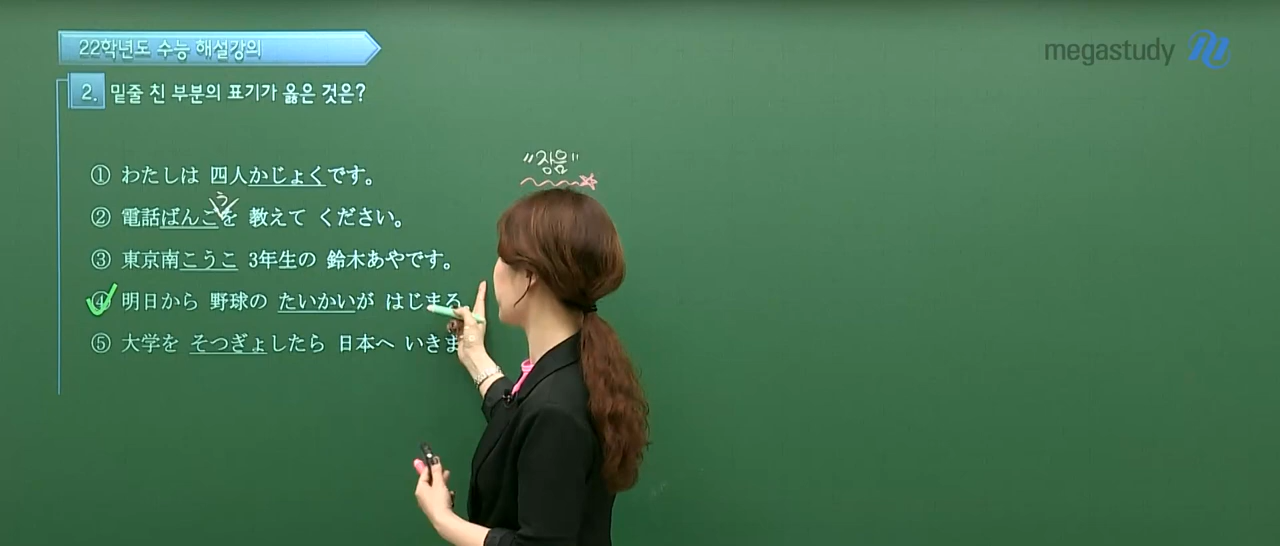 22학년도 수능 해설강의
megastudy
2. 밑줄 친 부분의 표기가 옳은 것은?
"장음"
① わたしは 四人かじょくです。
う
② 電話ばんこを 教えて ください。
③ 東京南こうこ 3年生の 鈴木あやです。
④ 明日から 野球の たいかいが はじまる
⑤ 大学を そつぎょしたら 日本へ いきま